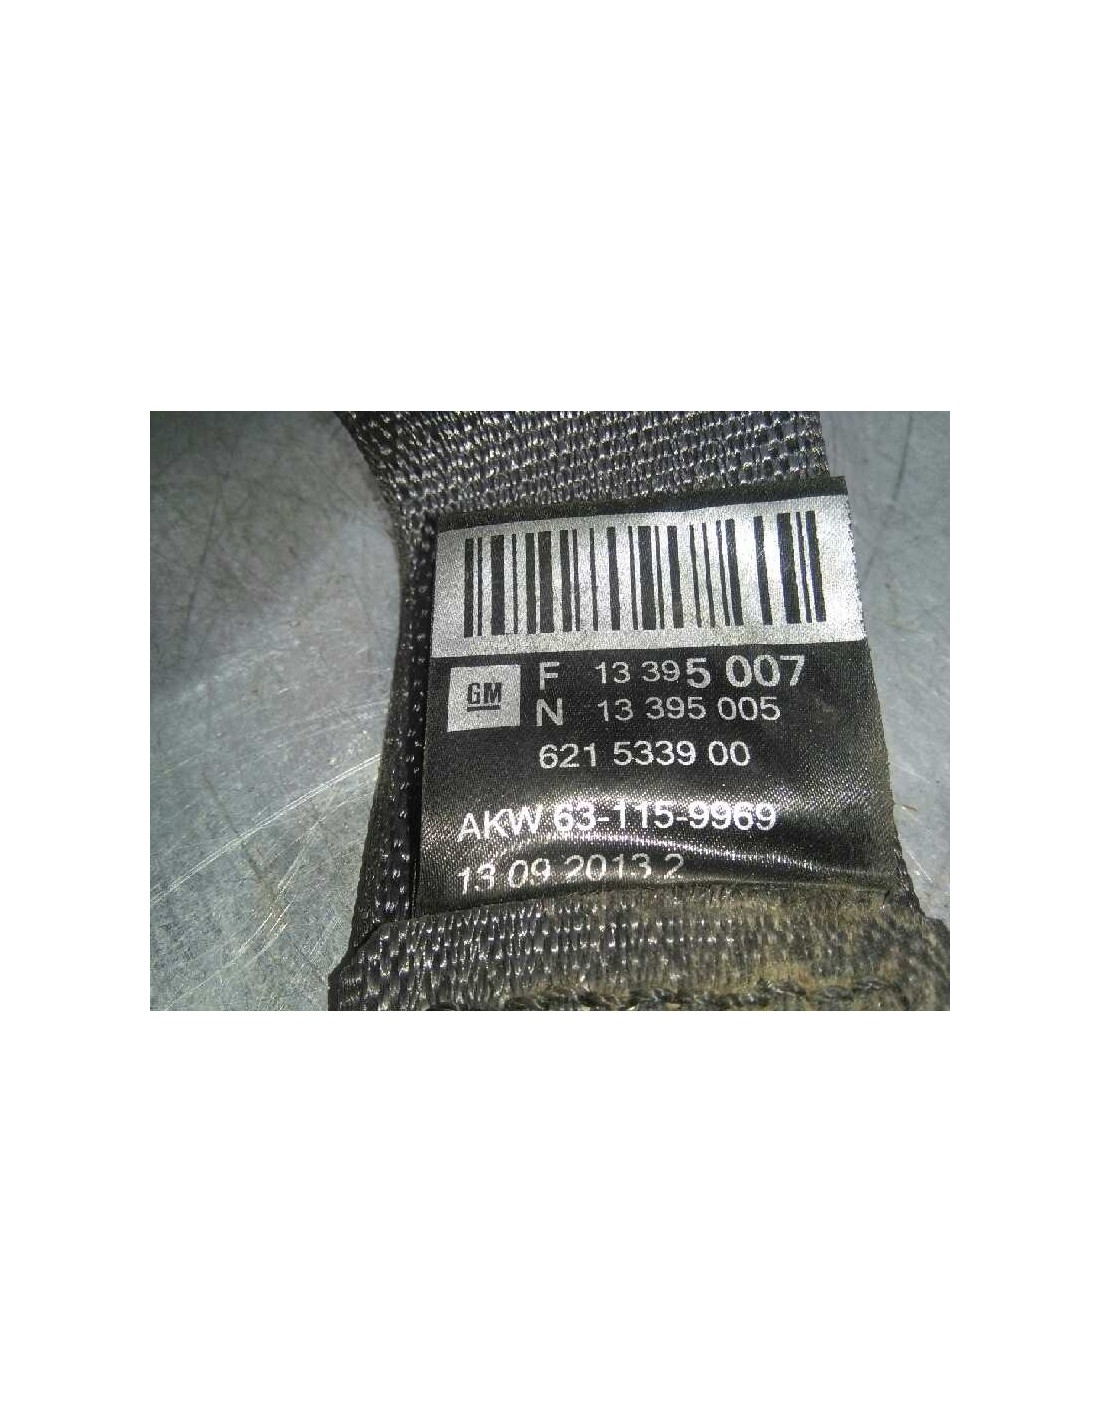 GM
F 13 395 007
N 13 395 005
621 5339 00
AKW 63-115-9969
13 09 2013 2